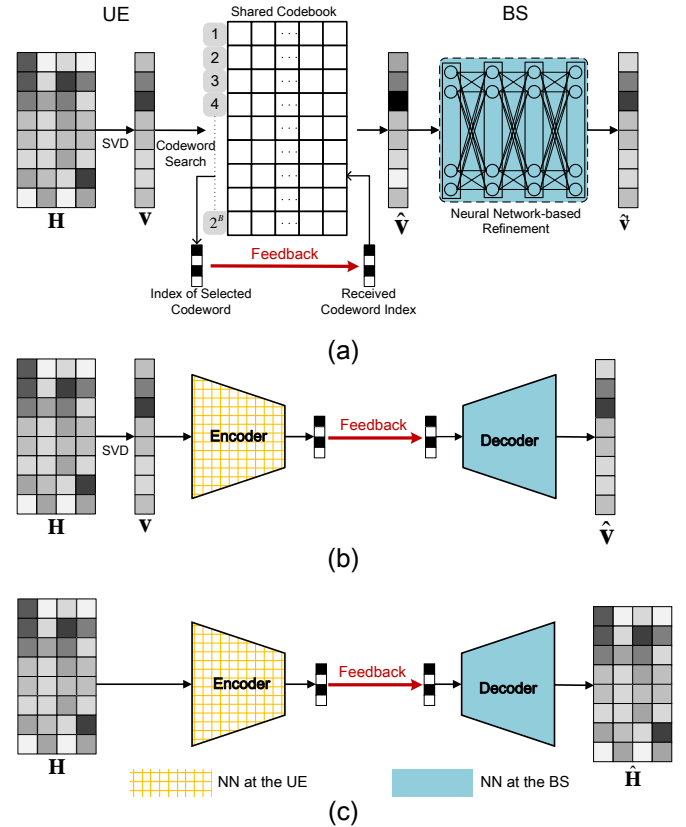 UE
Shared Codebook
BS
1
2
3
4
2^B
. . .
. . .
. . .
. . .
. . .
. . .
. . .
. . .
. . .
SVD
Codeword
Search
H
v
v̂
v̂
Neural Network-based
Refinement
Feedback
Index of Selected
Codeword
Received
Codeword Index
(a)
SVD
Encoder
Feedback
Decoder
H
v
v̂
(b)
Encoder
Feedback
Decoder
H
Ĥ
NN at the UE
NN at the BS
(c)